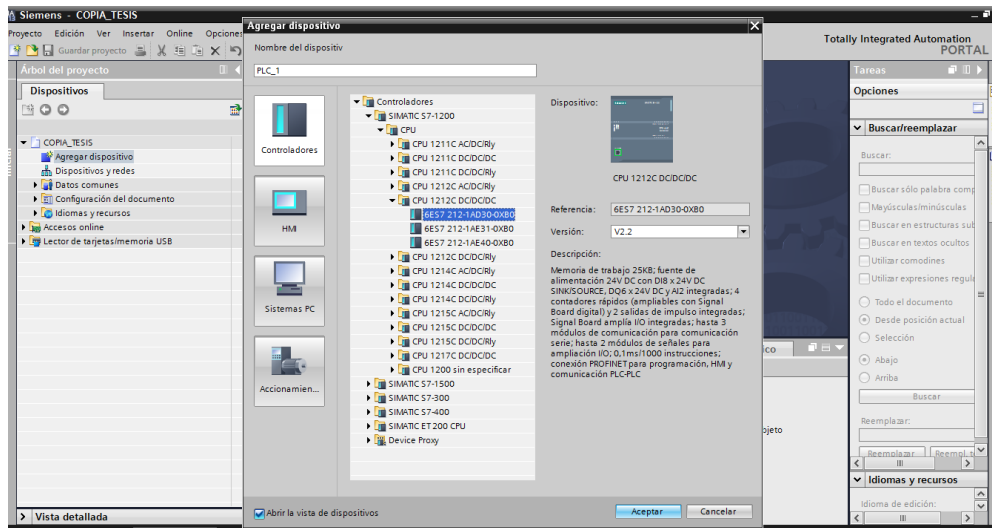 Siemens - COPIA_TESIS
Proyecto Edición Ver Insertar Online Opciones
Guardar proyecto
Totally Integrated Automation
PORTAL
Árbol del proyecto
Dispositivos
COPIA_TESIS
Agregar dispositivo
Dispositivos y redes
Datos comunes
Configuración del documento
Idiomas y recursos
Accesos online
Lector de tarjetas/memoria USB
Vista detallada
Agregar dispositivo
Nombre del dispositiv
PLC_1
Controladores
HMI
Sistemas PC
Accionamien...
Controladores
SIMATIC S7-1200
CPU
CPU 1211C AC/DC/Rly
CPU 1211C DC/DC/DC
CPU 1211C DC/DC/Rly
CPU 1212C AC/DC/Rly
CPU 1212C DC/DC/DC
6ES7 212-1AD30-0XB0
6ES7 212-1AE31-0XB0
6ES7 212-1AE40-0XB0
CPU 1212C DC/DC/Rly
CPU 1214C AC/DC/Rly
CPU 1214C DC/DC/DC
CPU 1214C DC/DC/Rly
CPU 1215C AC/DC/Rly
CPU 1215C DC/DC/DC
CPU 1215C DC/DC/Rly
CPU 1217C DC/DC/DC
CPU 1200 sin especificar
SIMATIC S7-1500
SIMATIC S7-300
SIMATIC S7-400
SIMATIC ET 200 CPU
Device Proxy
Dispositivo:
CPU 1212C DC/DC/DC
Referencia: 6ES7 212-1AD30-0XB0
Versión: V2.2
Descripción:
Memoria de trabajo 25KB; fuente de
alimentación 24V DC con DI8 x 24V DC
SINK/SOURCE, DQ6 x 24V DC y AI2 integradas; 4
contadores rápidos (ampliables con Signal
Board digital) y 2 salidas de impulso integradas;
Signal Board amplía I/O integradas; hasta 3
módulos de comunicación para comunicación
serie; hasta 2 módulos de señales para
ampliación I/O; 0,1ms/1000 instrucciones;
conexión PROFINET para programación, HMI y
comunicación PLC-PLC
Abrir la vista de dispositivos
Aceptar Cancelar
ico
ojeto
Tareas
Opciones
Buscar/reemplazar
Buscar:
Buscar sólo palabra comp
Mayúsculas/minúsculas
Buscar en estructuras sub
Buscar en textos ocultos
Utilizar comodines
Utilizar expresiones regula
Todo el documento
Desde posición actual
Selección
Abajo
Arriba
Buscar
Reemplazar:
Reemplazar Reempl. t
Idiomas y recursos
Idioma de edición: